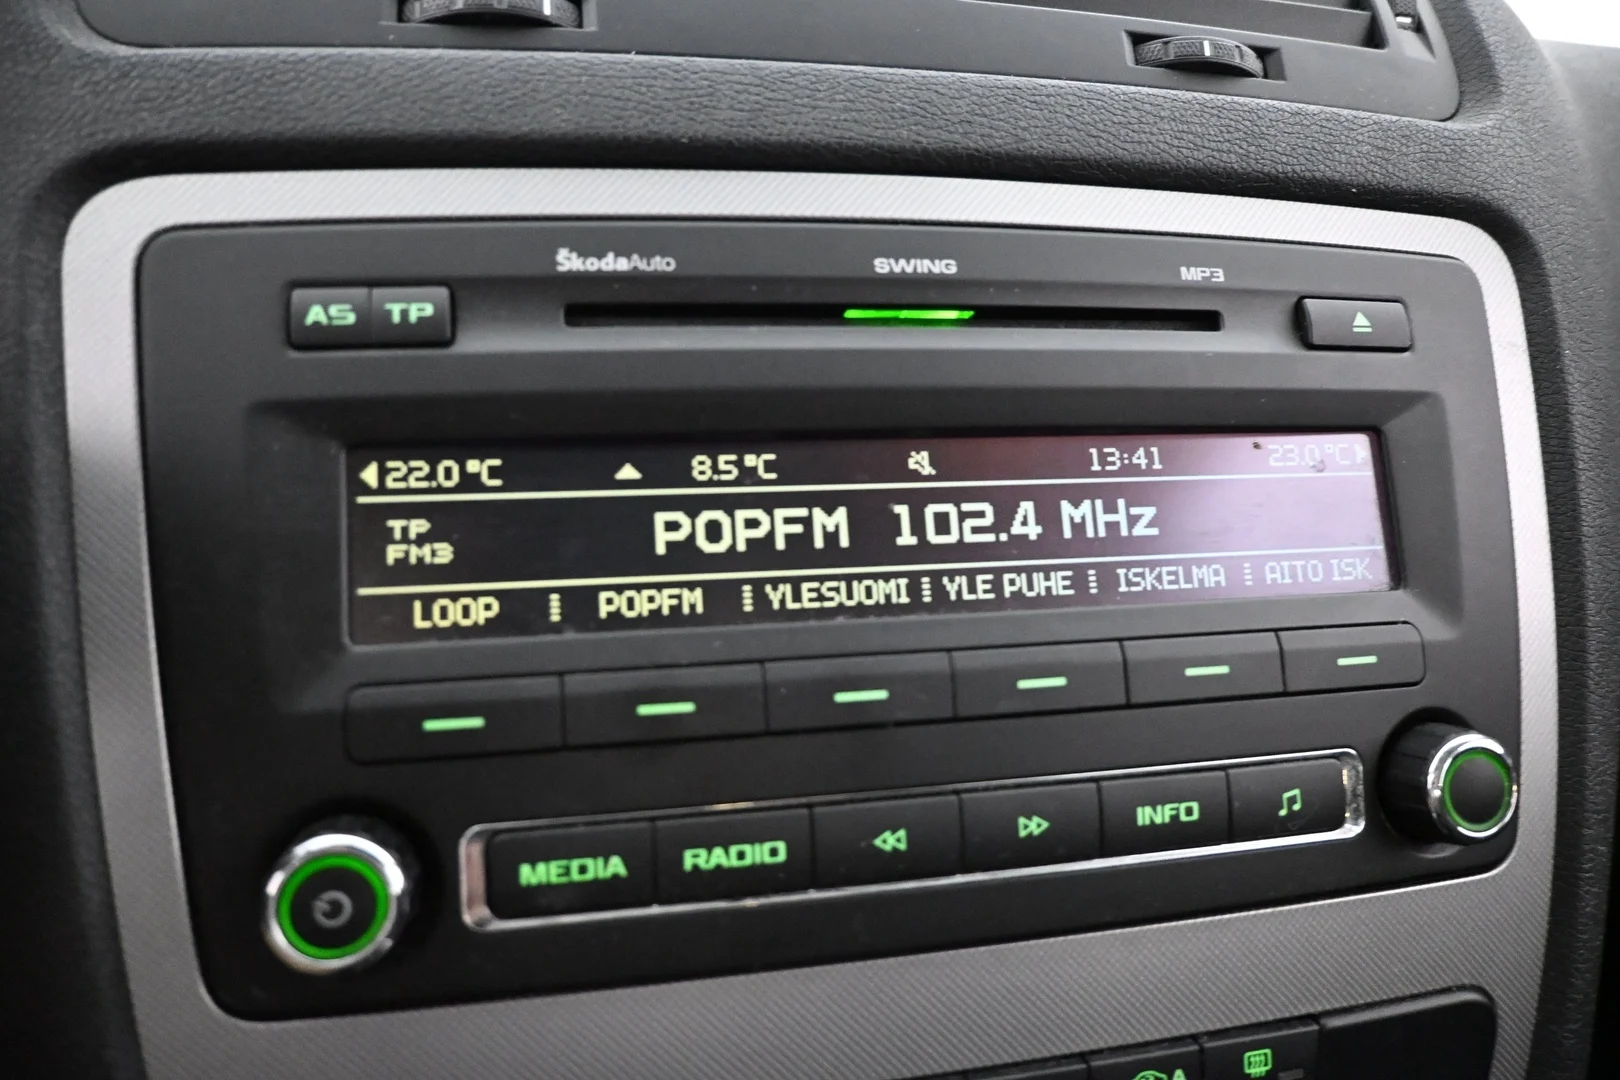 ŠkodaAuto SWING MP3
AS TP
22.0°C 8.5°C 13:41 23.0°C
TP
FM3
POPFM 102.4 MHz
LOOP POPFM YLESUOMI YLE PUHE ISKELMA AITO ISK
MEDIA RADIO INFO
A